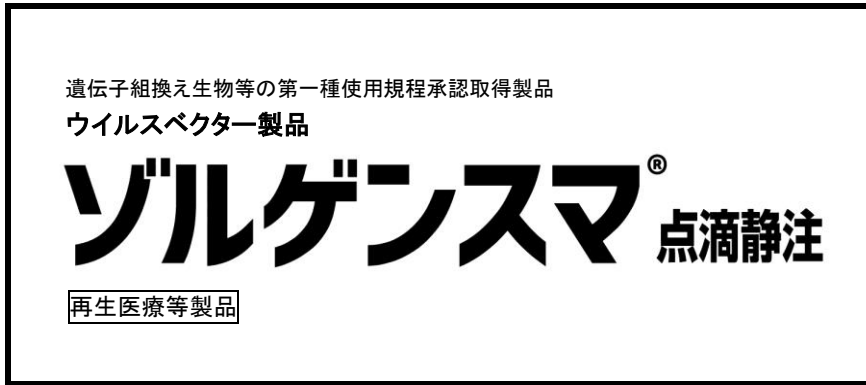 遺伝子組換え生物等の第一種使用規程承認取得製品
ウイルスベクター製品
ゾルゲンスマ® 点滴静注
再生医療等製品